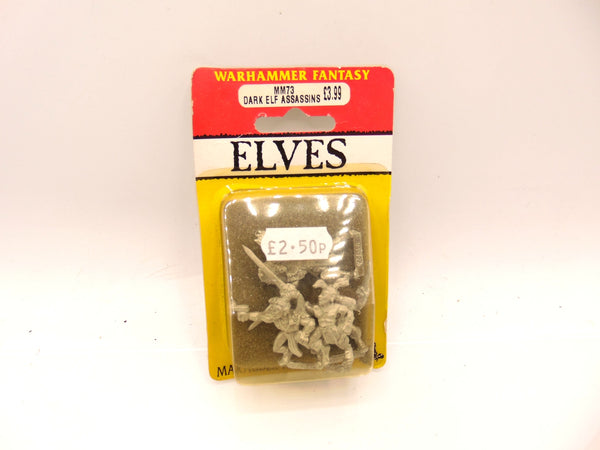 WARHAMMER FANTASY
MM73
DARK ELF ASSASSINS £3.99
ELVES
£2·50p